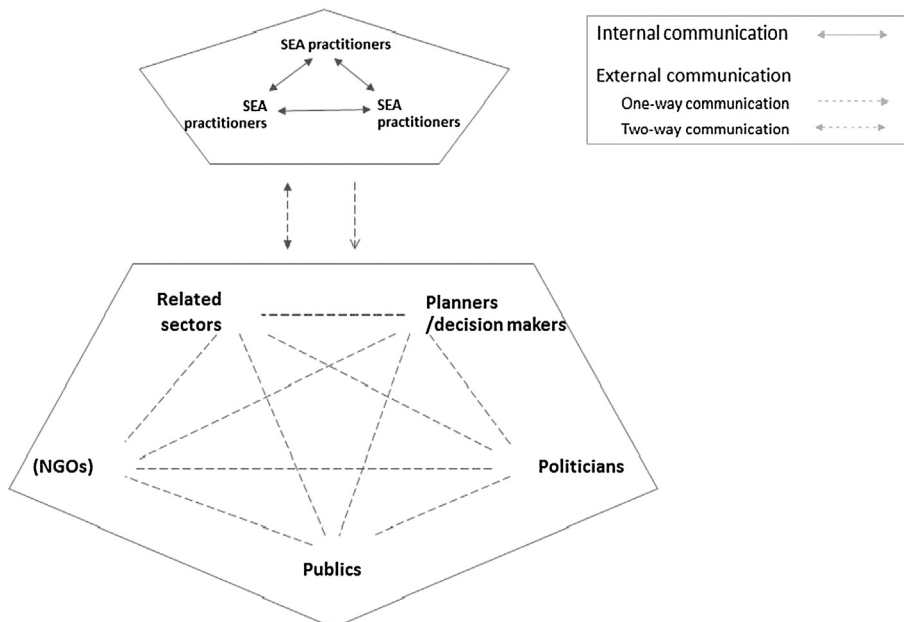 SEA practitioners
SEA
practitioners
SEA
practitioners
Internal communication
External communication
One-way communication
Two-way communication
Related
sectors
Planners
/decision makers
(NGOs)
Politicians
Publics